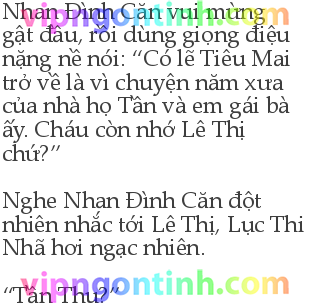 Nhan Đình Căn vui mừng
gật đầu, rồi dùng giọng điệu
nặng nề nói: “Có lẽ Tiêu Mai
trở về là vì chuyện năm xưa
của nhà họ Tần và em gái bà
ấy. Cháu còn nhớ Lê Thị
chứ?”
Nghe Nhan Đình Căn đột
nhiên nhắc tới Lê Thị, Lục Thi
Nhã hơi ngạc nhiên.
“Tần Thu?”
vipngontinh.com
vipngontinh.com